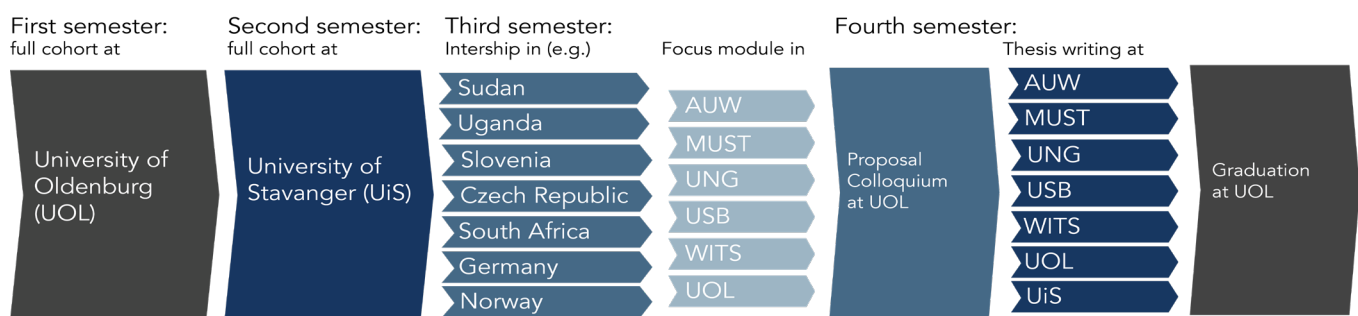 First semester:
full cohort at
University of
Oldenburg
(UOL)
Second semester:
full cohort at
University of
Stavanger (UiS)
Third semester:
Intership in (e.g.)
Sudan
Uganda
Slovenia
Czech Republic
South Africa
Germany
Norway
Focus module in
AUW
MUST
UNG
USB
WITS
UOL
Fourth semester:
Proposal
Colloquium
at UOL
Thesis writing at
AUW
MUST
UNG
USB
WITS
UOL
UiS
Graduation
at UOL